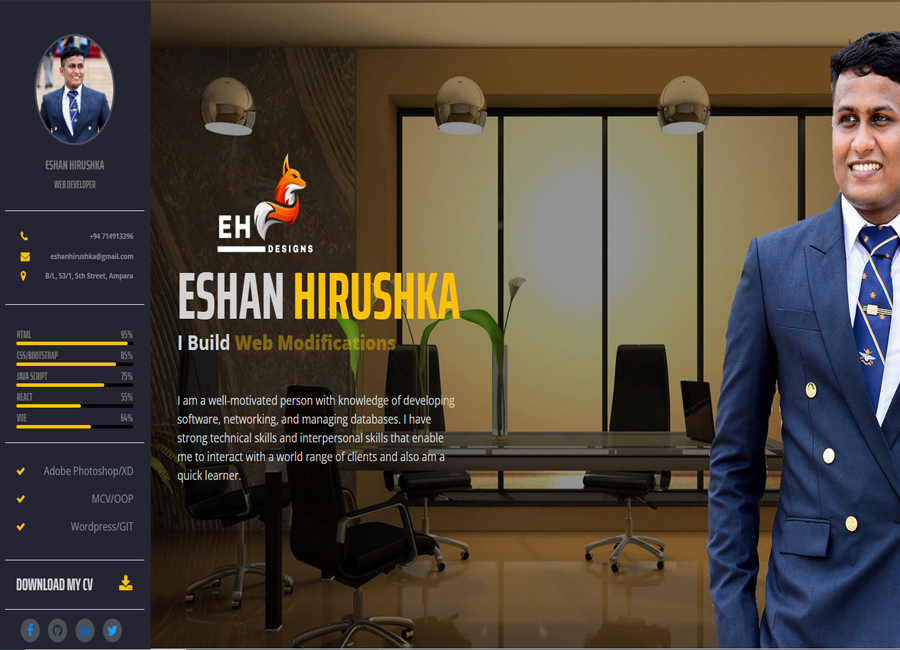 ESHAN HIRUSHKA
WEB DEVELOPER
+94 714913396
eshanhirushka@gmail.com
B/L, 53/1, 5th Street, Ampara
HTML 95%
CSS/BOOTSTRAP 85%
JAVA SCRIPT 75%
REACT 55%
VUE 64%
Adobe Photoshop/XD
MCV/OOP
Wordpress/GIT
DOWNLOAD MY CV
EH
DESIGNS
ESHAN HIRUSHKA
I Build Web Modifications
I am a well-motivated person with knowledge of developing
software, networking, and managing databases. I have
strong technical skills and interpersonal skills that enable
me to interact with a world range of clients and also am a
quick learner.